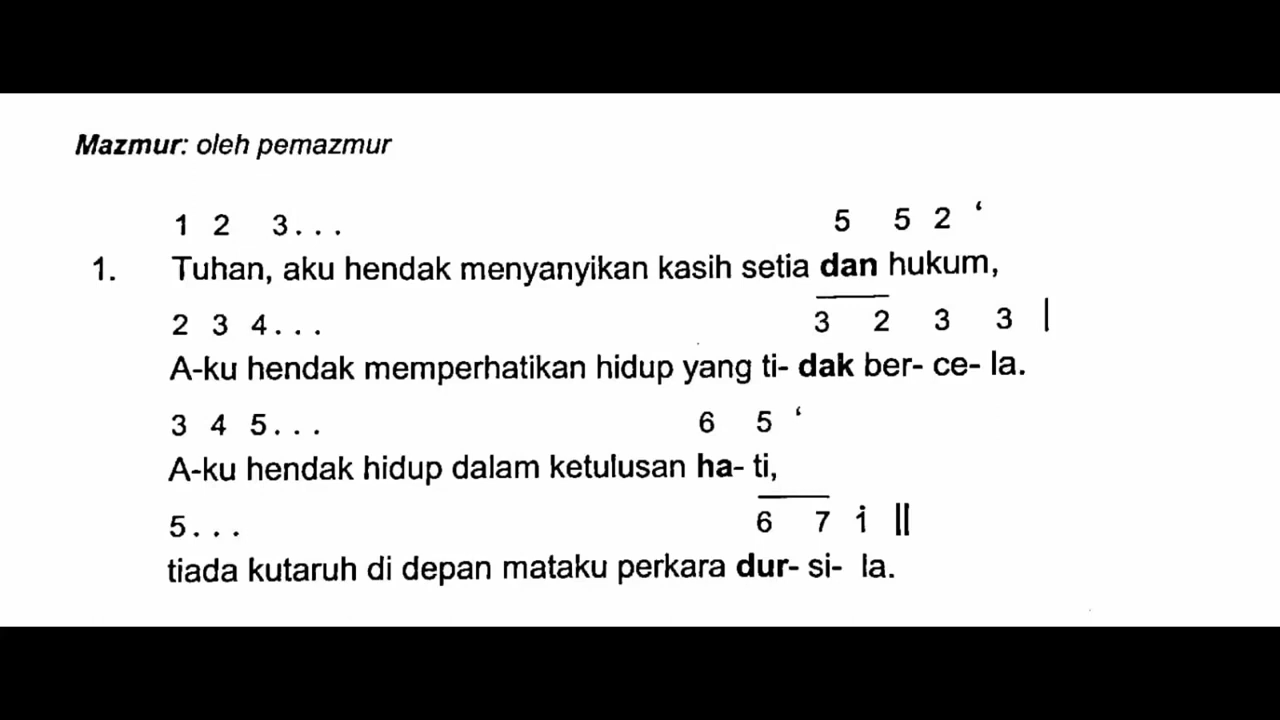 Mazmur: oleh pemazmur
1 2 3... 5 5 2 ‘
1. Tuhan, aku hendak menyanyikan kasih setia dan hukum,
2 3 4... 3 2 3 3 |
A-ku hendak memperhatikan hidup yang ti- dak ber- ce- la.
3 4 5... 6 5 ‘
A-ku hendak hidup dalam ketulusan ha- ti,
5... 6 7 i ||
tiada kutaruh di depan mataku perkara dur- si- la.